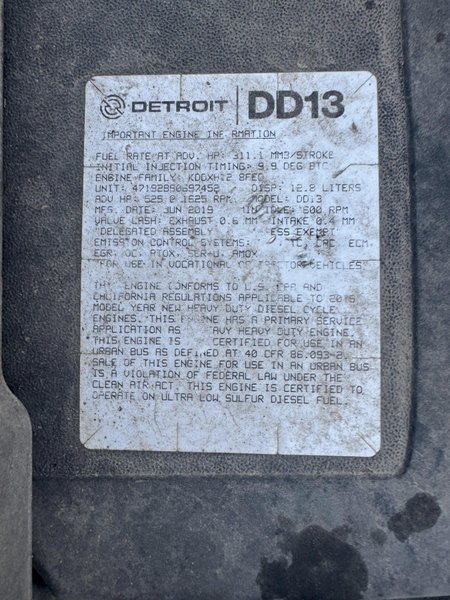 DETROIT DD13
IMPORTANT ENGINE INF RMATION
FUEL RATE AT ADV. HP: 311.1 MM3/STROKE
INITIAL INJECTION TIMING: 9.9 DEG BTC
ENGINE FAMILY:
UNIT: DISP: 12.8 LITERS
ADV HP: 525.0 1625 RPM MODEL: DD13
MFG. DATE: JUN 2019 MIN IDLE: 600 RPM
VALVE LASH: EXHAUST 0.6 MM INTAKE 0.4 MM
*DELEGATED ASSEMBLY ESS EXEMPT
EMISSION CONTROL SYSTEMS: TC, CAC, ECM,
EGR, OC, PTOX, SCR-U, AMOX
*FOR USE IN VOCATIONAL VEHICLES*
TH ENGINE CONFORMS TO U.S. EPA AND
CALIFORNIA REGULATIONS APPLICABLE TO
MODEL YEAR NEW HEAVY DUTY DIESEL CYCLE
ENGINES. THIS ENGINE HAS A PRIMARY SERVICE
APPLICATION AS AVY HEAVY DUTY ENGINE.
THIS ENGINE IS CERTIFIED FOR USE IN AN
URBAN BUS AS DEFINED AT 40 CFR 86.093-2.
SALE OF THIS ENGINE FOR USE IN AN URBAN BUS
IS A VIOLATION OF FEDERAL LAW UNDER THE
CLEAN AIR ACT. THIS ENGINE IS CERTIFIED TO
OPERATE ON ULTRA LOW SULFUR DIESEL FUEL.